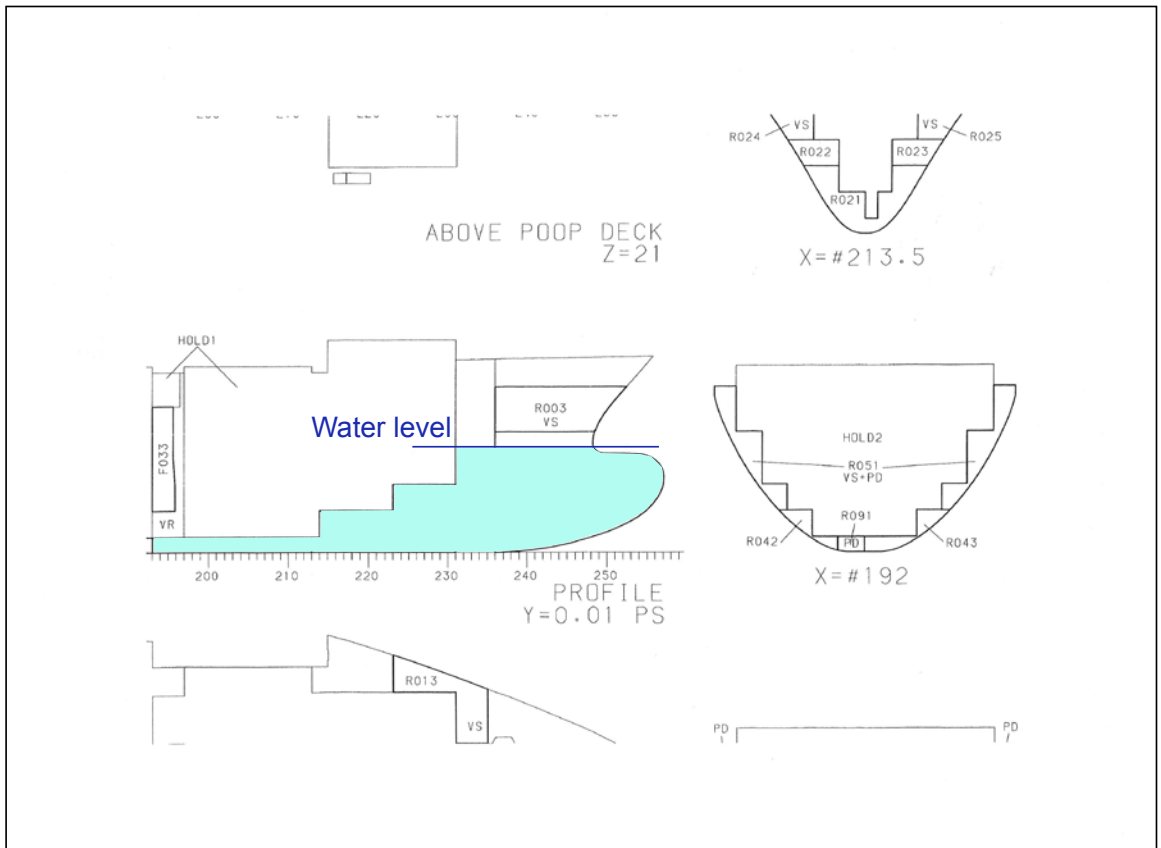 VS
VS
R024
R025
R022
R023
R021
ABOVE POOP DECK
Z=21
X=#213.5
HOLD1
R003
VS
Water level
F033
HOLD2
R051
VS+PD
VR
R091
R042
PD
R043
200 210 220 230 240 250
X=#192
PROFILE
Y=0.01 PS
R013
VS
PD
PD